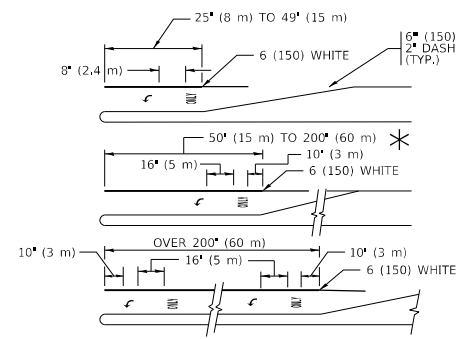 25' (8 m) TO 49' (15 m)
6" (150)
2' DASH
(TYP.)
6 (150) WHITE
8' (2.4 m)
ONLY
50' (15 m) TO 200' (60 m)
16' (5 m)
10' (3 m)
6 (150) WHITE
ONLY
OVER 200' (60 m)
10' (3 m)
16' (5 m)
10' (3 m)
6 (150) WHITE
ONLY
ONLY